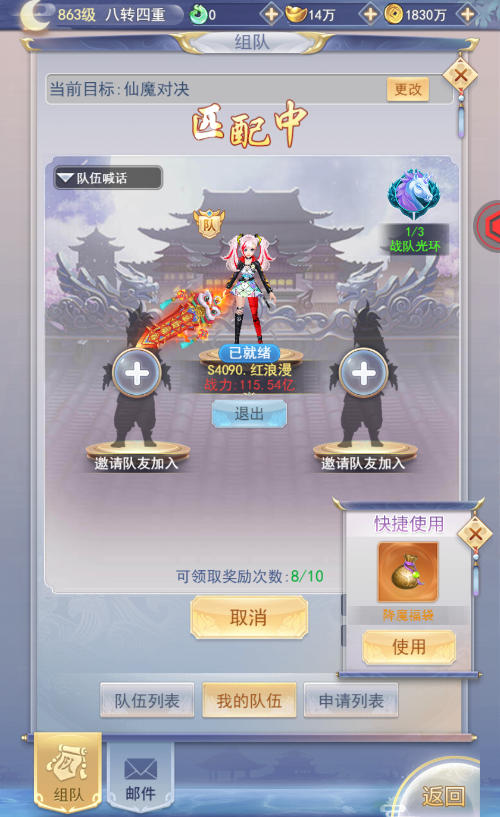 863级 八转四重 0 14万 1830万
组队
当前目标:仙魔对决 更改
匹配中
队伍喊话
队
1/3
战队光环
已就绪
S4090.红浪漫
战力:115.54亿
退出
邀请队友加入 邀请队友加入
快捷使用
降魔福袋
使用
可领取奖励次数:8/10
取消
队伍列表 我的队伍 申请列表
组队 邮件 返回